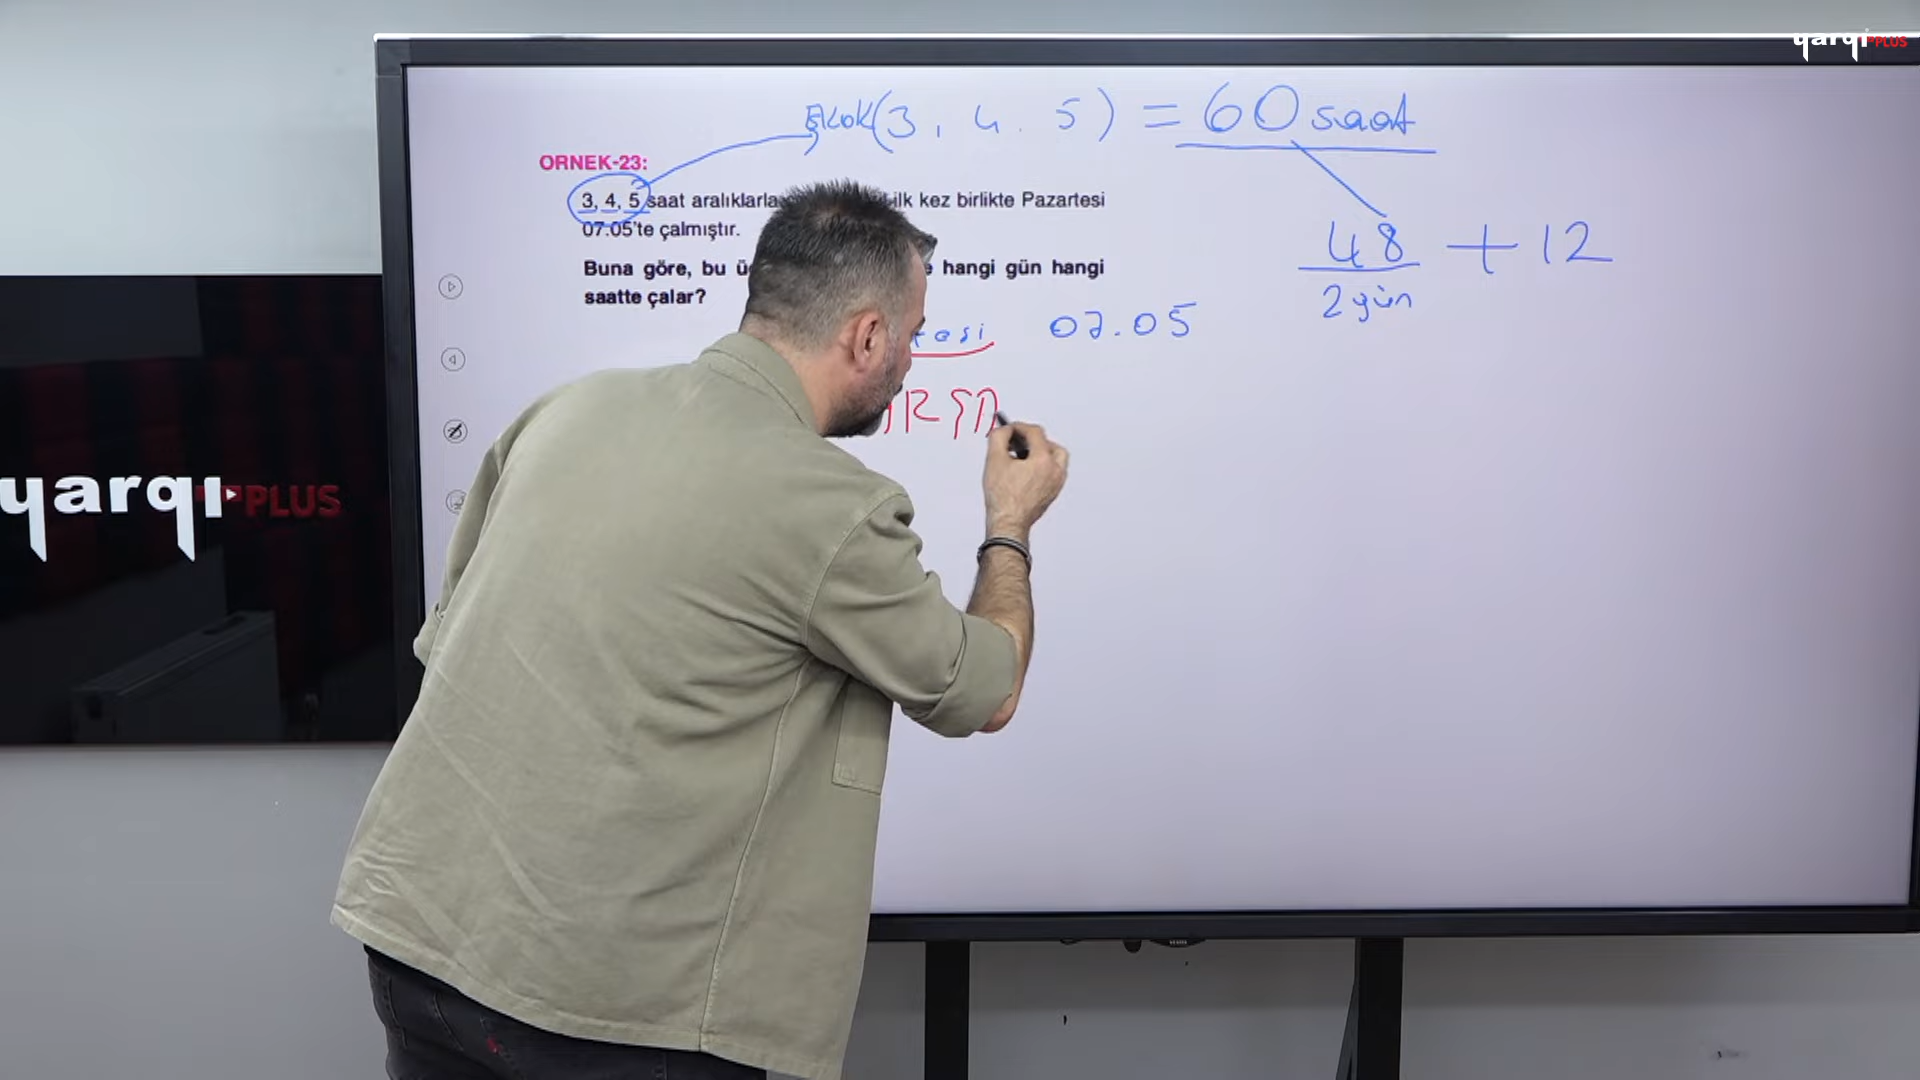 yarqı PLUS
Ekok(3, 4, 5) = 60 saat
ÖRNEK-23:
3, 4, 5 saat aralıklarla ilk kez birlikte Pazartesi
07.05'te çalmıştır.
48 + 12
2 gün
Buna göre, bu hangi gün hangi
saatte çalar?
tesi 07.05
ARŞA
yarqı PLUS